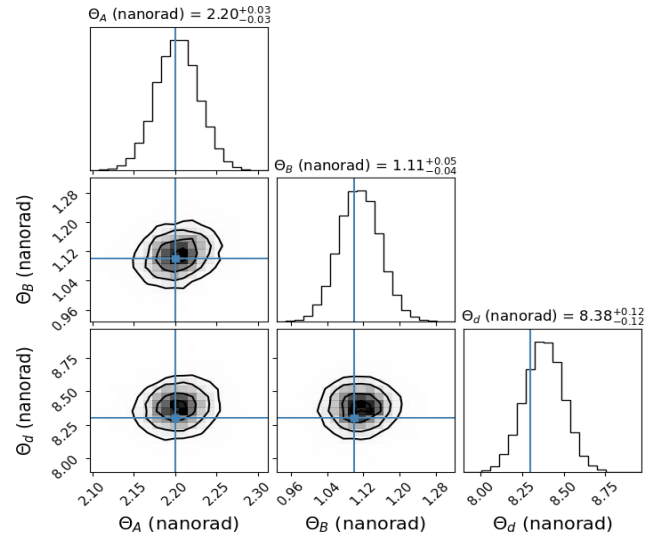 Θ_A (nanorad) = 2.20^{+0.03}_{−0.03}
Θ_B (nanorad) = 1.11^{+0.05}_{−0.04}
Θ_B (nanorad)
1.28
1.20
1.12
1.04
0.96
Θ_d (nanorad) = 8.38^{+0.12}_{−0.12}
Θ_d (nanorad)
8.75
8.50
8.25
8.00
2.10 2.15 2.20 2.25 2.30
0.96 1.04 1.12 1.20 1.28
8.00 8.25 8.50 8.75
Θ_A (nanorad) Θ_B (nanorad) Θ_d (nanorad)